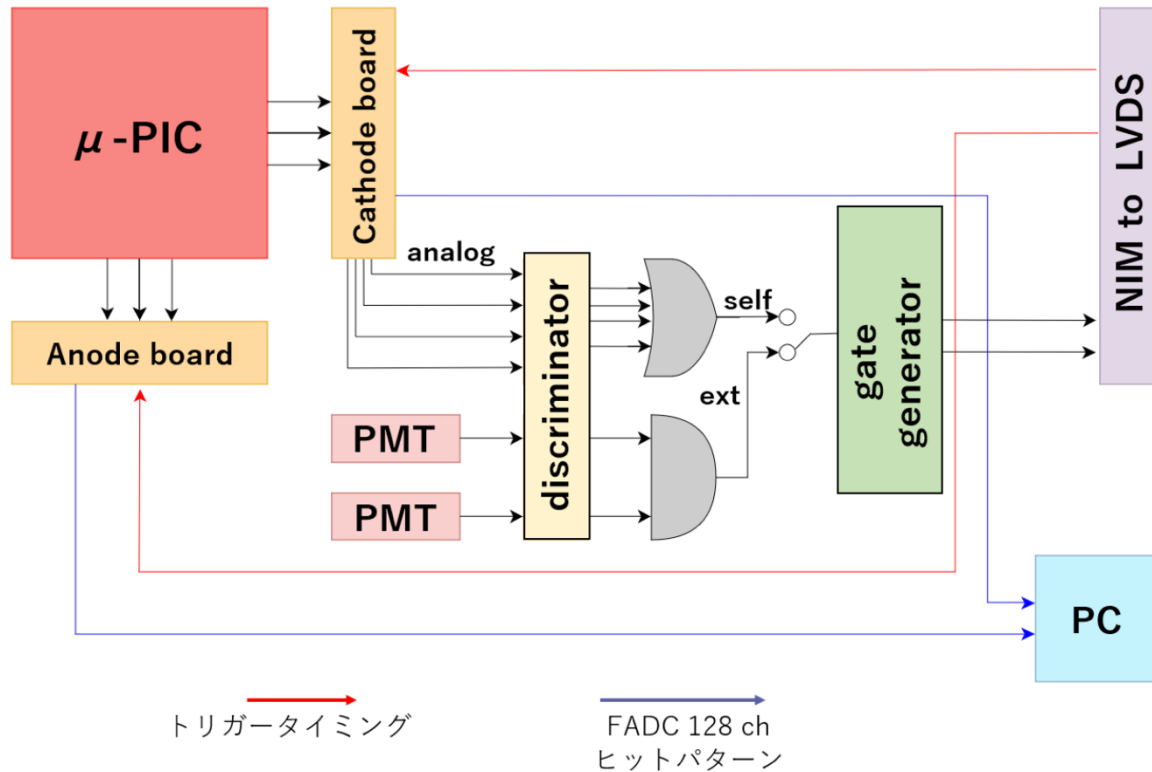 μ-PIC
Cathode board
NIM to LVDS
analog
discriminator
self
gate
generator
Anode board
ext
PMT
PMT
PC
トリガータイミング
FADC 128 ch
ヒットパターン